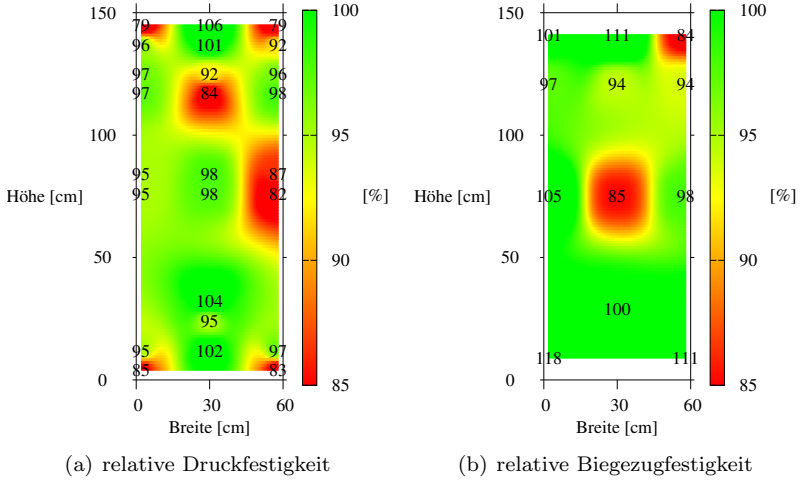 150
79 106 79
96 101 92
97 92 96
97 84 98
100
95 98 87
95 98 82
Höhe [cm]
50
104
95
95 102 97
85 83
0
0 30 60
Breite [cm]
100
95
[%]
90
85
(a) relative Druckfestigkeit
150
101 111 84
97 94 94
100
105 85 98
Höhe [cm]
50
100
118 111
0
0 30 60
Breite [cm]
100
95
[%]
90
85
(b) relative Biegezugfestigkeit